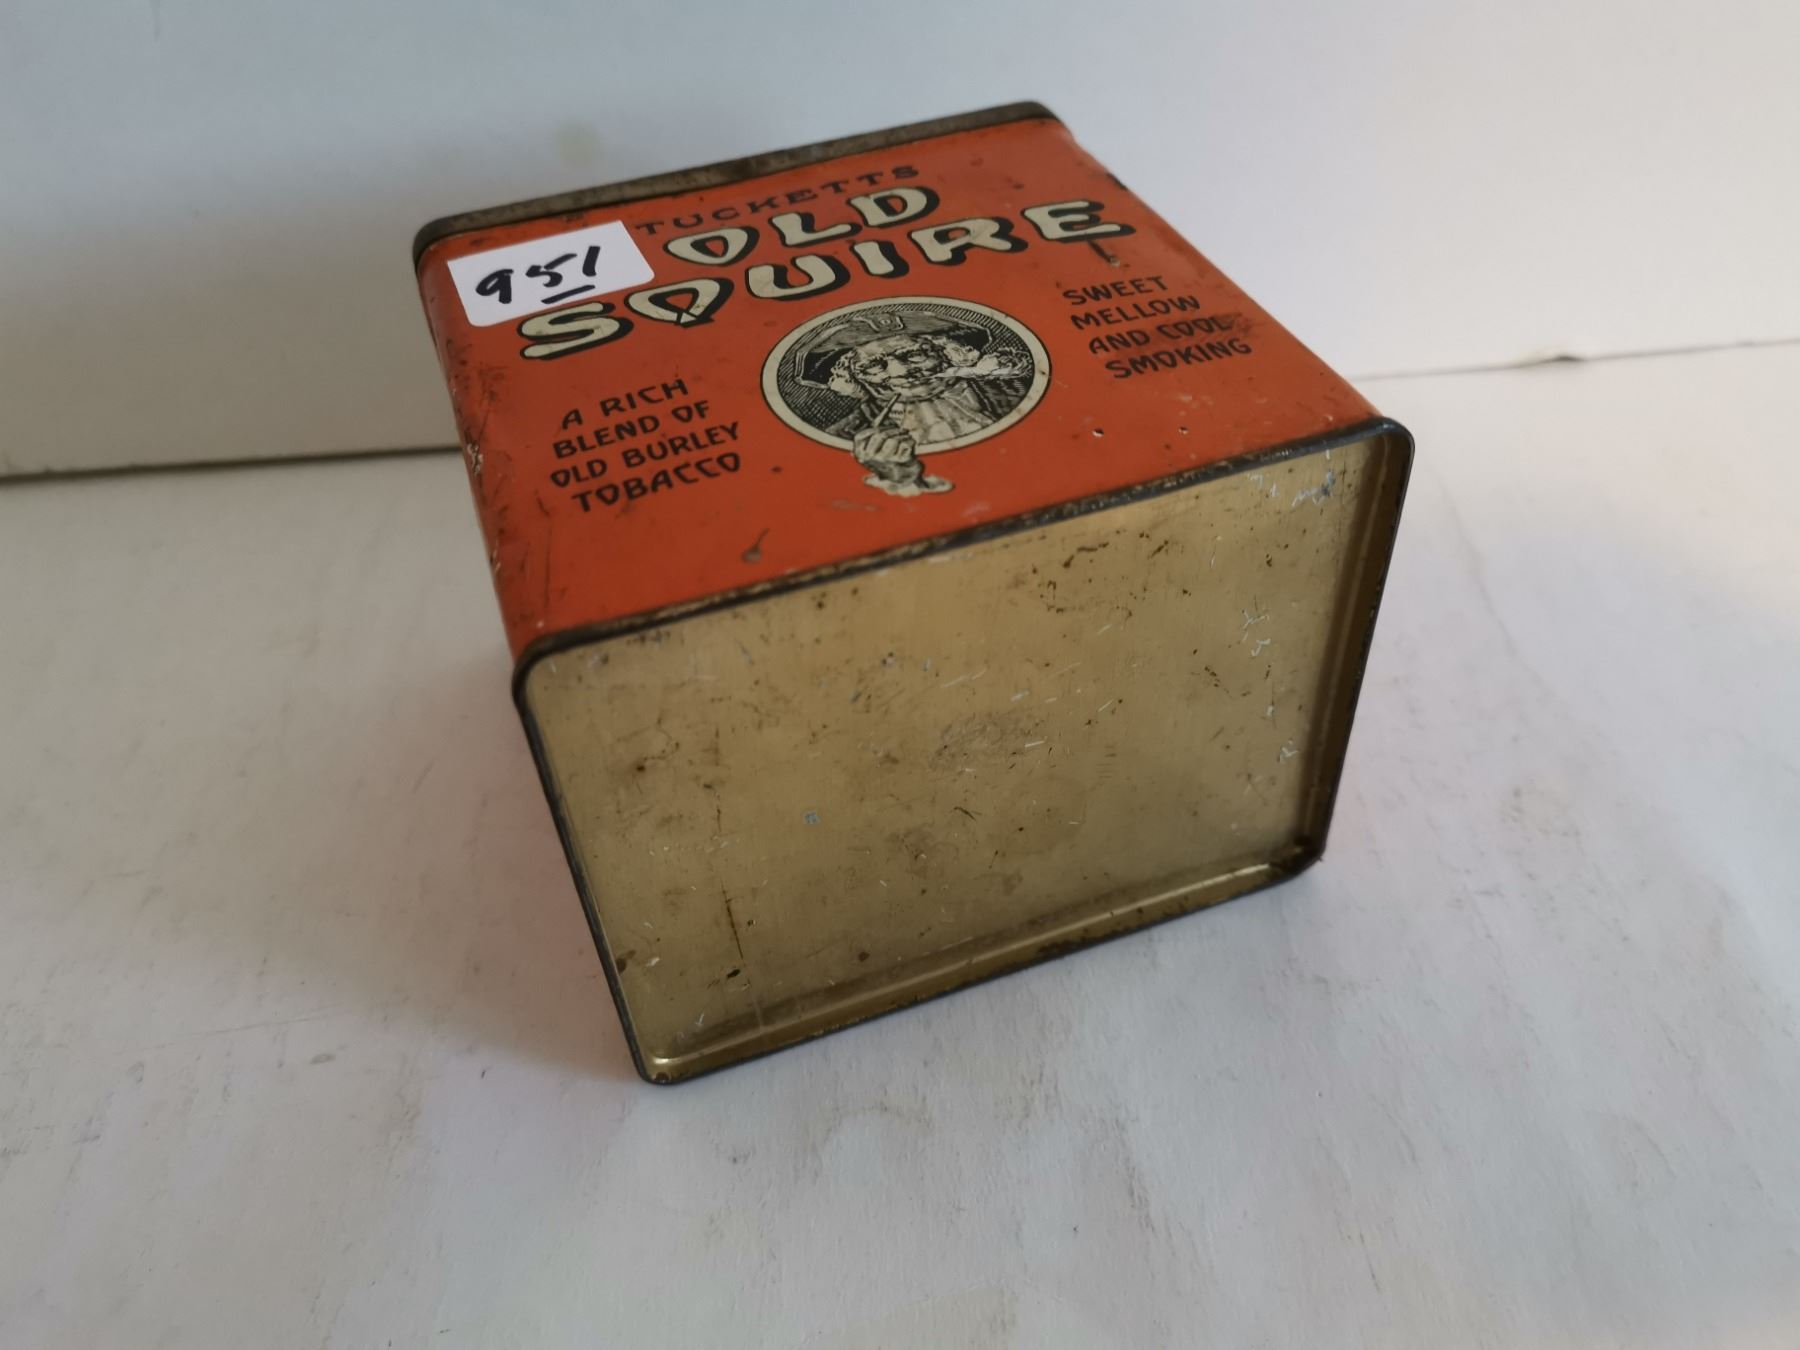 951
TUCKETTS
OLD
SQUIRE
A RICH
BLEND OF
OLD BURLEY
TOBACCO
SWEET
MELLOW
AND COOL
SMOKING